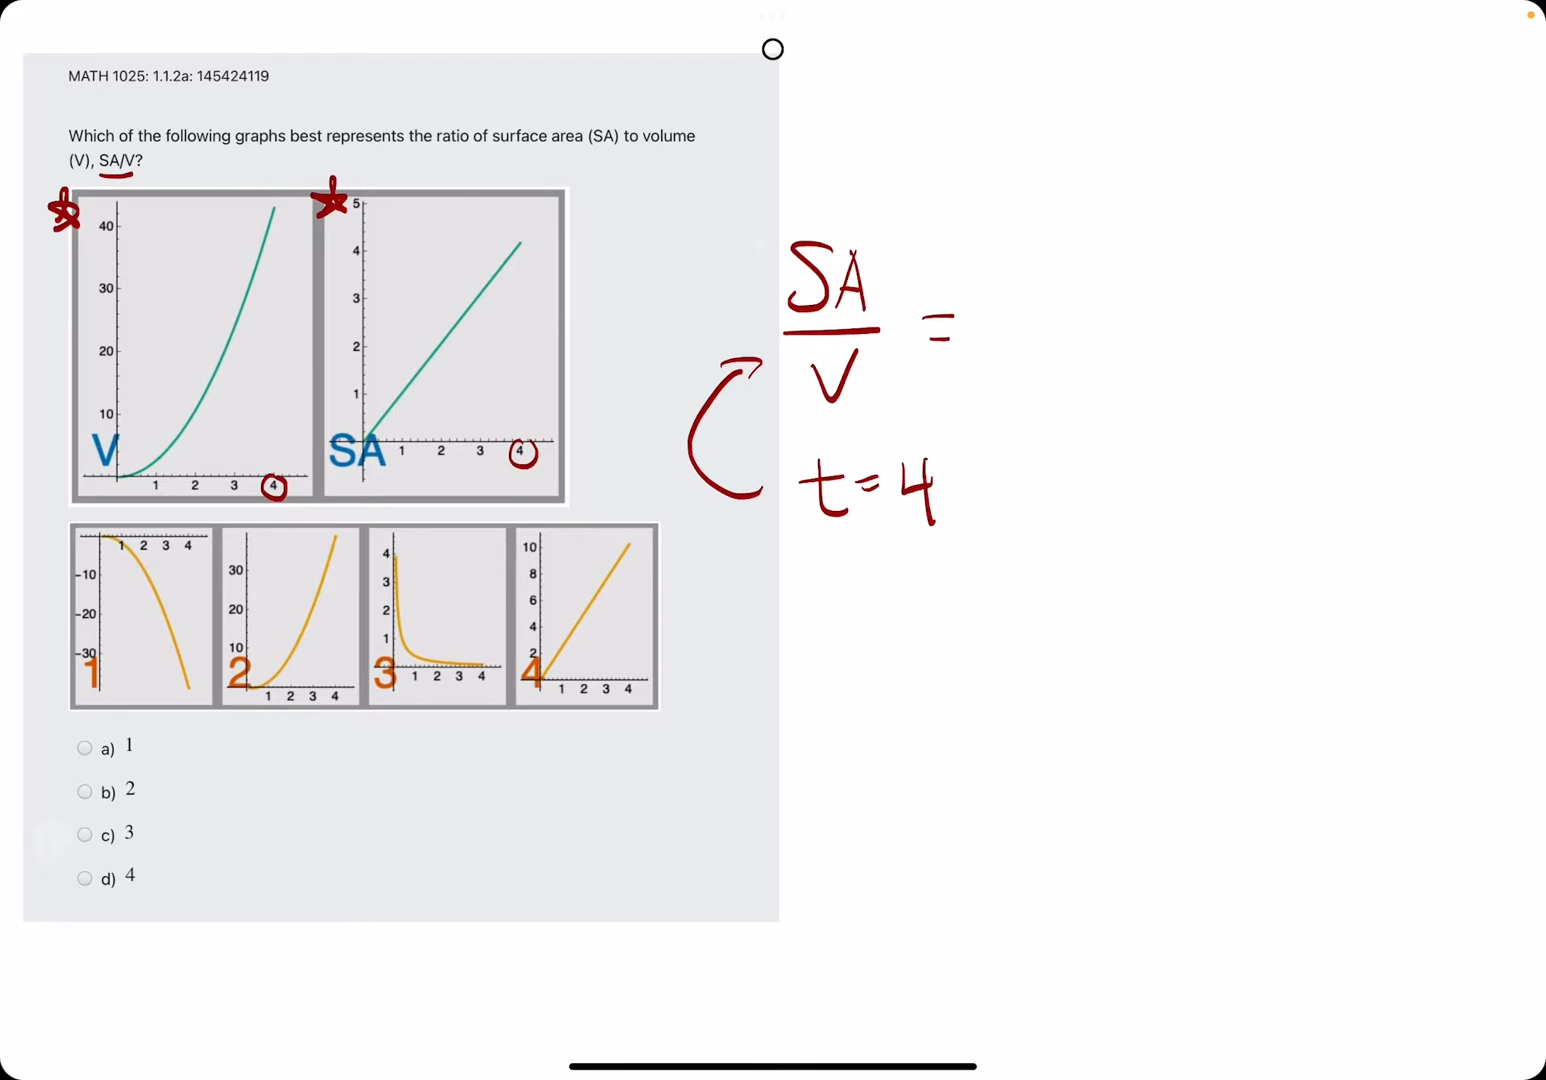 MATH 1025: 1.1.2a: 145424119
Which of the following graphs best represents the ratio of surface area (SA) to volume
(V), SA/V?
40
30
20
10
V
1 2 3 4
5
4
3
2
1
SA
1 2 3 4
SA
V
=
t = 4
1 2 3 4
-10
-20
-30
1
30
20
10
2
1 2 3 4
4
3
2
1
3
1 2 3 4
10
8
6
4
2
4
1 2 3 4
a) 1
b) 2
c) 3
d) 4